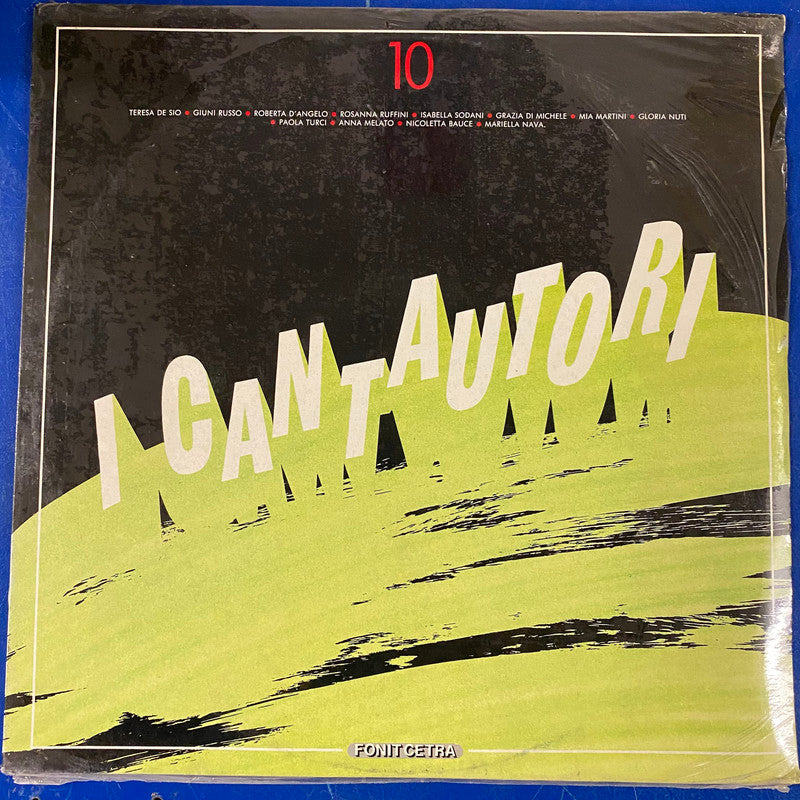 10
TERESA DE SIO • GIUNI RUSSO • ROBERTA D'ANGELO • ROSANNA RUFFINI • ISABELLA SODANI • GRAZIA DI MICHELE • MIA MARTINI • GLORIA NUTI
• PAOLA TURCI • ANNA MELATO • NICOLETTA BAUCE • MARIELLA NAVA.
I CANTAUTORI
FONIT CETRA